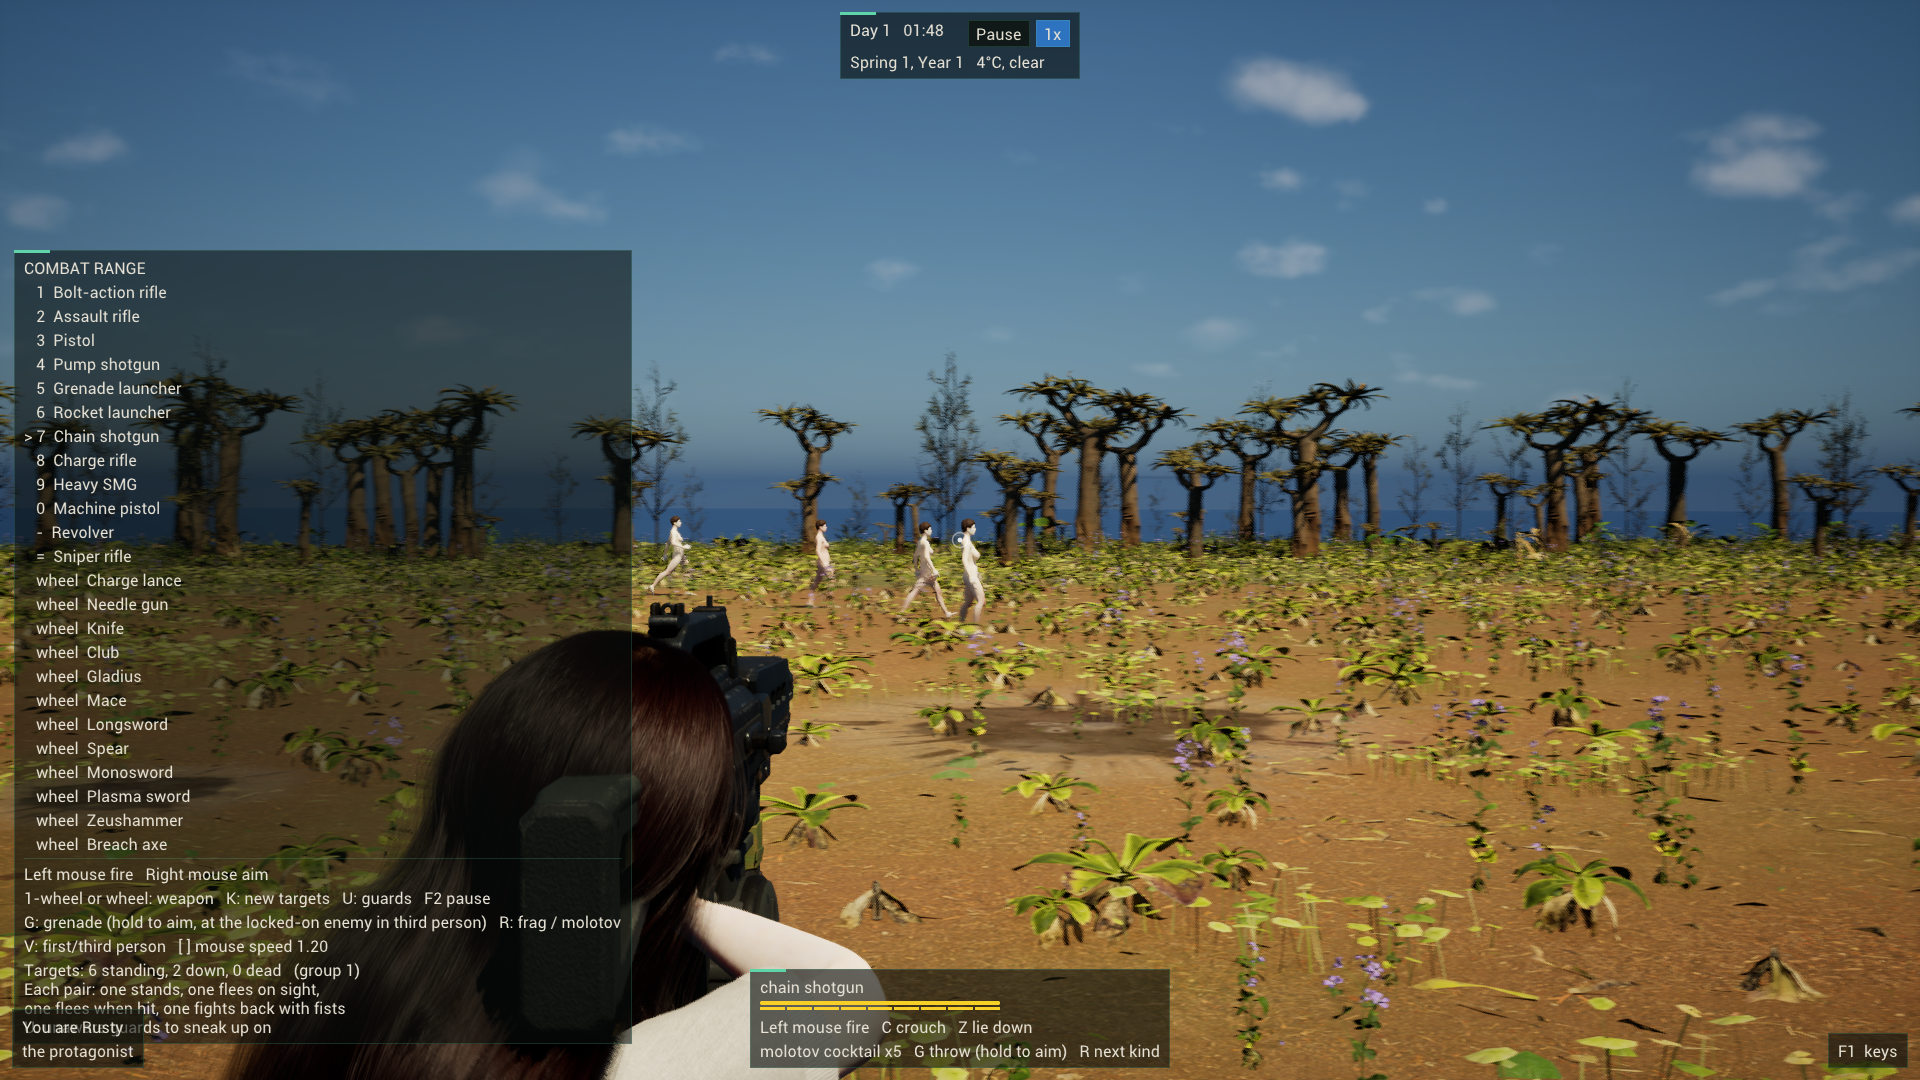 Day 1 01:48 Pause 1x
Spring 1, Year 1 4°C, clear
COMBAT RANGE
1 Bolt-action rifle
2 Assault rifle
3 Pistol
4 Pump shotgun
5 Grenade launcher
6 Rocket launcher
> 7 Chain shotgun
8 Charge rifle
9 Heavy SMG
0 Machine pistol
- Revolver
= Sniper rifle
wheel Charge lance
wheel Needle gun
wheel Knife
wheel Club
wheel Gladius
wheel Mace
wheel Longsword
wheel Spear
wheel Monosword
wheel Plasma sword
wheel Zeushammer
wheel Breach axe
Left mouse fire Right mouse aim
1-wheel or wheel: weapon K: new targets U: guards F2 pause
G: grenade (hold to aim, at the locked-on enemy in third person) R: frag / molotov
V: first/third person [ ] mouse speed 1.20
Targets: 6 standing, 2 down, 0 dead (group 1)
Each pair: one stands, one flees on sight,
one flees when hit, one fights back with fists
to sneak up on
You are Rusty
the protagonist
chain shotgun
Left mouse fire C crouch Z lie down
molotov cocktail x5 G throw (hold to aim) R next kind
F1 keys